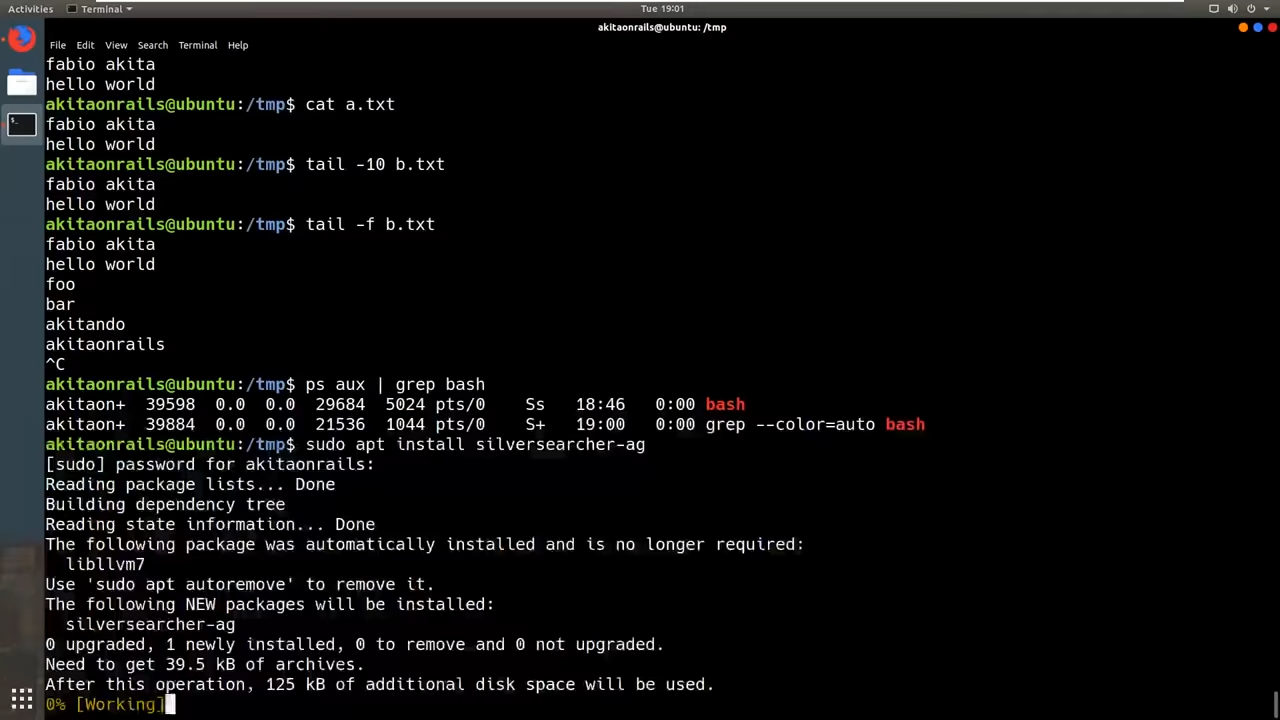 Activities
Terminal
Tue 19:01
akitaonrails@ubuntu: /tmp
File Edit View Search Terminal Help
fabio akita
hello world
akitaonrails@ubuntu:/tmp$ cat a.txt
fabio akita
hello world
akitaonrails@ubuntu:/tmp$ tail -10 b.txt
fabio akita
hello world
akitaonrails@ubuntu:/tmp$ tail -f b.txt
fabio akita
hello world
foo
bar
akitando
akitaonrails
^C
akitaonrails@ubuntu:/tmp$ ps aux | grep bash
akitaon+  39598  0.0  0.0  29684  5024 pts/0    Ss   18:46   0:00 bash
akitaon+  39884  0.0  0.0  21536  1044 pts/0    S+   19:00   0:00 grep --color=auto bash
akitaonrails@ubuntu:/tmp$ sudo apt install silversearcher-ag
[sudo] password for akitaonrails:
Reading package lists... Done
Building dependency tree
Reading state information... Done
The following package was automatically installed and is no longer required:
  libllvm7
Use 'sudo apt autoremove' to remove it.
The following NEW packages will be installed:
  silversearcher-ag
0 upgraded, 1 newly installed, 0 to remove and 0 not upgraded.
Need to get 39.5 kB of archives.
After this operation, 125 kB of additional disk space will be used.
0% [Working]